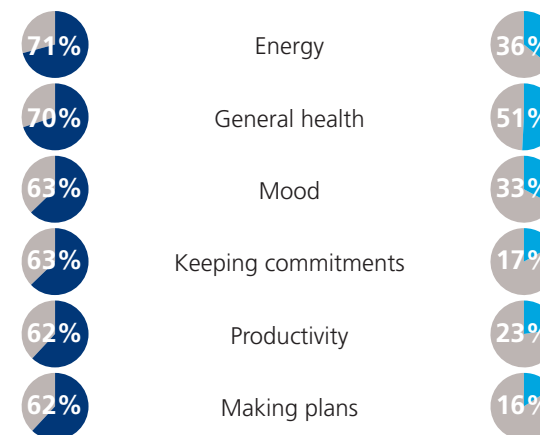 71% Energy 36%
70% General health 51%
63% Mood 33%
63% Keeping commitments 17%
62% Productivity 23%
62% Making plans 16%